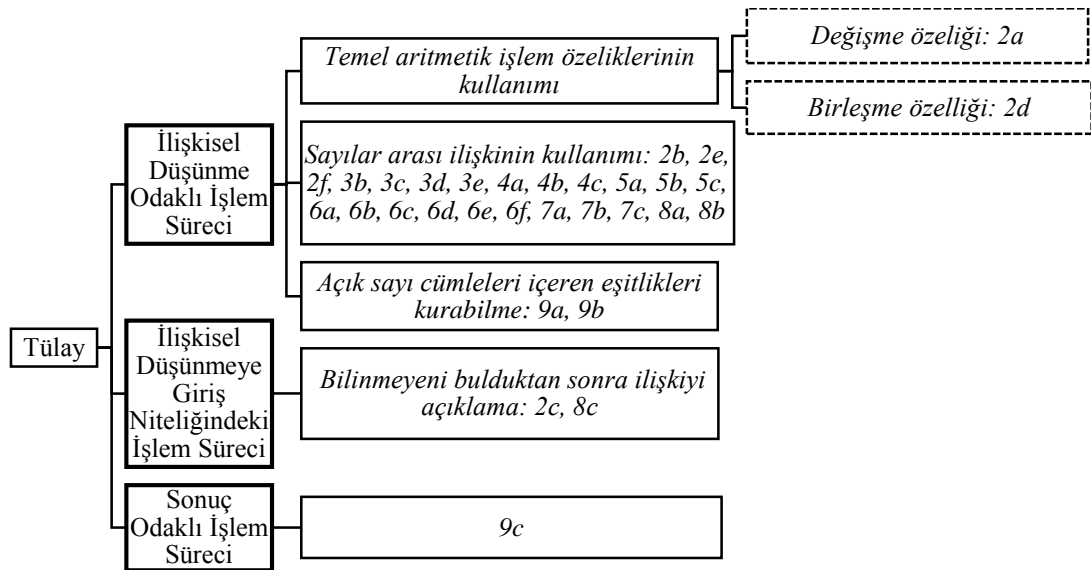 Tülay
İlişkisel
Düşünme
Odaklı İşlem
Süreci
Temel aritmetik işlem özeliklerinin
kullanımı
Değişme özeliği: 2a
Birleşme özelliği: 2d
Sayılar arası ilişkinin kullanımı: 2b, 2e,
2f, 3b, 3c, 3d, 3e, 4a, 4b, 4c, 5a, 5b, 5c,
6a, 6b, 6c, 6d, 6e, 6f, 7a, 7b, 7c, 8a, 8b
Açık sayı cümleleri içeren eşitlikleri
kurabilme: 9a, 9b
İlişkisel
Düşünmeye
Giriş
Niteliğindeki
İşlem Süreci
Bilinmeyeni bulduktan sonra ilişkiyi
açıklama: 2c, 8c
Sonuç
Odaklı İşlem
Süreci
9c